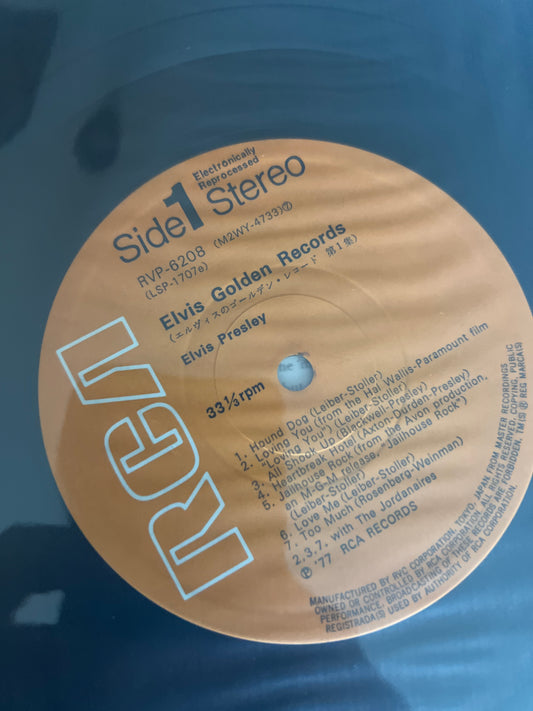 RCA
Side 1 Electronically
Reprocessed
Stereo
RVP-6208 (M2WY-4733)⑦
(LSP-1707e)
Elvis Golden Records
(エルヴィスのゴールデン・レコード 第1集)
Elvis Presley
33⅓rpm
1. Hound Dog (Leiber-Stoller)
2. Loving You (from the Hal Wallis-Paramount film
"Loving You") (Leiber-Stoller)
3. All Shook Up (Blackwell-Presley)
4. Heartbreak Hotel (Axton-Durden-Presley)
5. Jailhouse Rock (from the Avon production,
an M-G-M release, "Jailhouse Rock")
(Leiber-Stoller)
6. Love Me (Leiber-Stoller)
7. Too Much (Rosenberg-Weinman)
2.3.7. with The Jordanaires
Ⓟ '77 RCA RECORDS
MANUFACTURED BY RVC CORPORATION, TOKYO, JAPAN, FROM MASTER RECORDINGS
OWNED OR CONTROLLED BY RCA CORPORATION. ALL RIGHTS RESERVED, COPYING, PUBLIC
PERFORMANCE, BROADCASTING OF THESE RECORDS ARE FORBIDDEN. TM(S) ® REG MARCA(S)
REGISTRADA(S) USED BY AUTHORITY OF RCA CORPORATION.